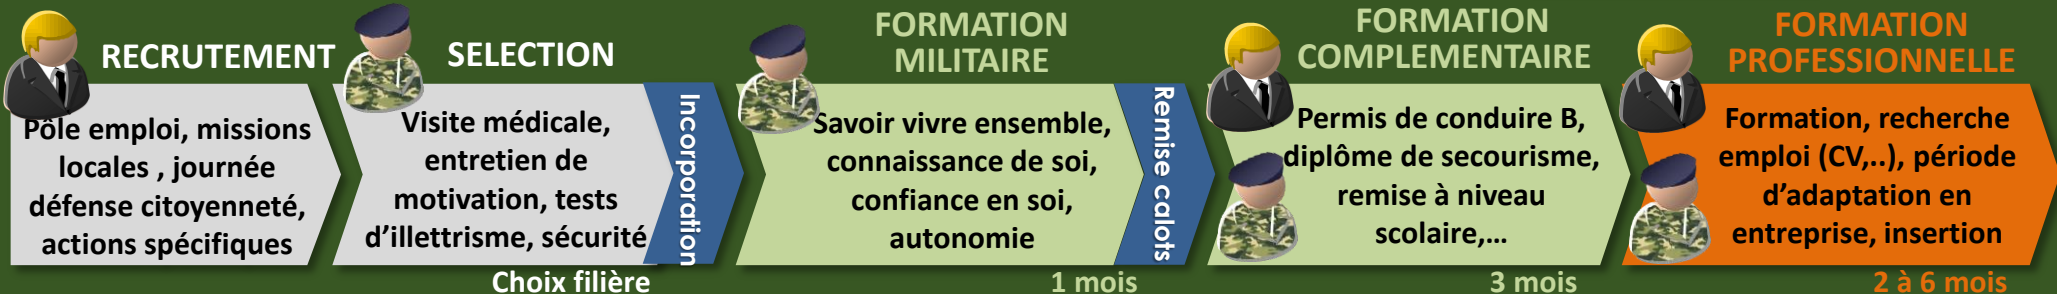 RECRUTEMENT
Pôle emploi, missions
locales , journée
défense citoyenneté,
actions spécifiques
SELECTION
Visite médicale,
entretien de
motivation, tests
d'illettrisme, sécurité
Choix filière
Incorporation
FORMATION
MILITAIRE
Savoir vivre ensemble,
connaissance de soi,
confiance en soi,
autonomie
1 mois
Remise calots
FORMATION
COMPLEMENTAIRE
Permis de conduire B,
diplôme de secourisme,
remise à niveau
scolaire,…
3 mois
FORMATION
PROFESSIONNELLE
Formation, recherche
emploi (CV,..), période
d'adaptation en
entreprise, insertion
2 à 6 mois